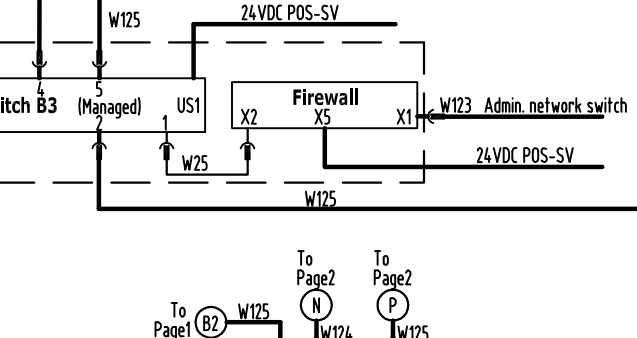 W125
24VDC POS-SV
4
5
itch B3
(Managed)
US1
2
1
Firewall
X2
X5
X1
W123
Admin. network switch
W25
24VDC POS-SV
W125
To
Page2
N
W124
To
Page2
P
W125
To
Page1
B2
W125